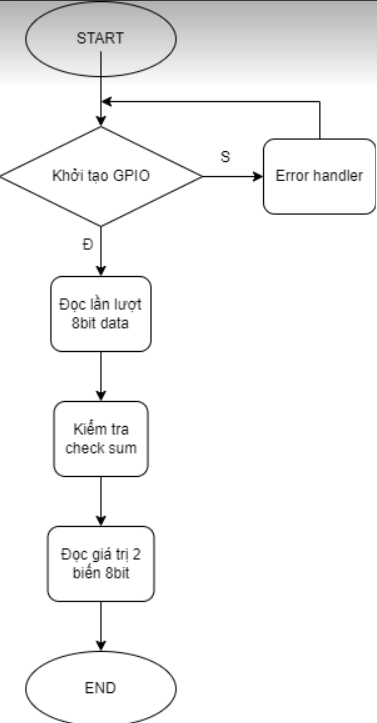 START
Khởi tạo GPIO
S
Error handler
Đ
Đọc lần lượt
8bit data
Kiểm tra
check sum
Đọc giá trị 2
biến 8bit
END